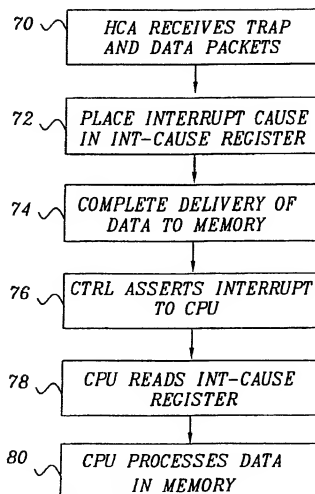 70
HCA RECEIVES TRAP
AND DATA PACKETS
72
PLACE INTERRUPT CAUSE
IN INT-CAUSE REGISTER
74
COMPLETE DELIVERY OF
DATA TO MEMORY
76
CTRL ASSERTS INTERRUPT
TO CPU
78
CPU READS INT-CAUSE
REGISTER
80
CPU PROCESSES DATA
IN MEMORY